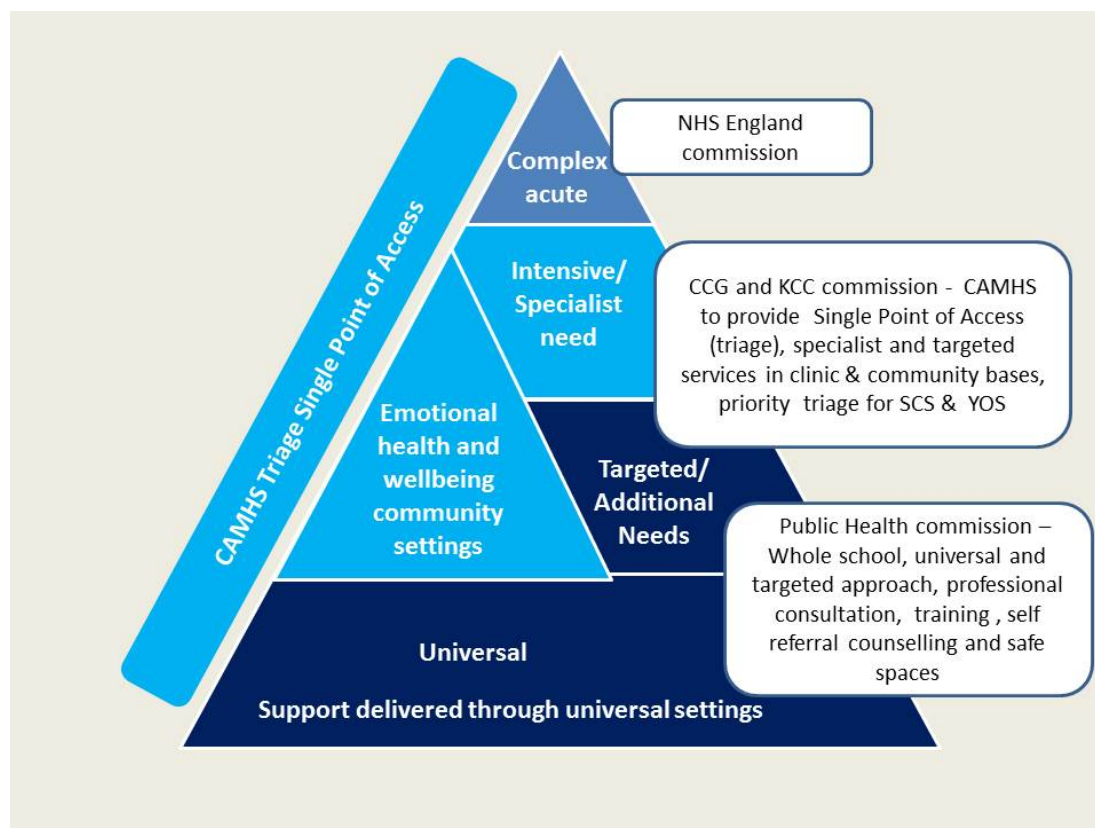 CAMHS Triage Single Point of Access
Complex
acute
NHS England
commission
Intensive/
Specialist
need
CCG and KCC commission - CAMHS
to provide Single Point of Access
(triage), specialist and targeted
services in clinic & community bases,
priority triage for SCS & YOS
Emotional
health and
wellbeing
community
settings
Targeted/
Additional
Needs
Public Health commission –
Whole school, universal and
targeted approach, professional
consultation, training , self
referral counselling and safe
spaces
Universal
Support delivered through universal settings